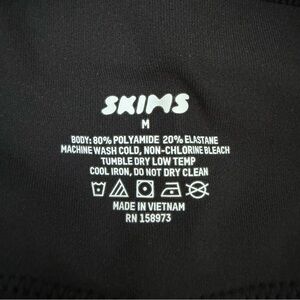 SKIMS
M
BODY: 80% POLYAMIDE 20% ELASTANE
MACHINE WASH COLD, NON-CHLORINE BLEACH
TUMBLE DRY LOW TEMP
COOL IRON, DO NOT DRY CLEAN
MADE IN VIETNAM
RN 158973